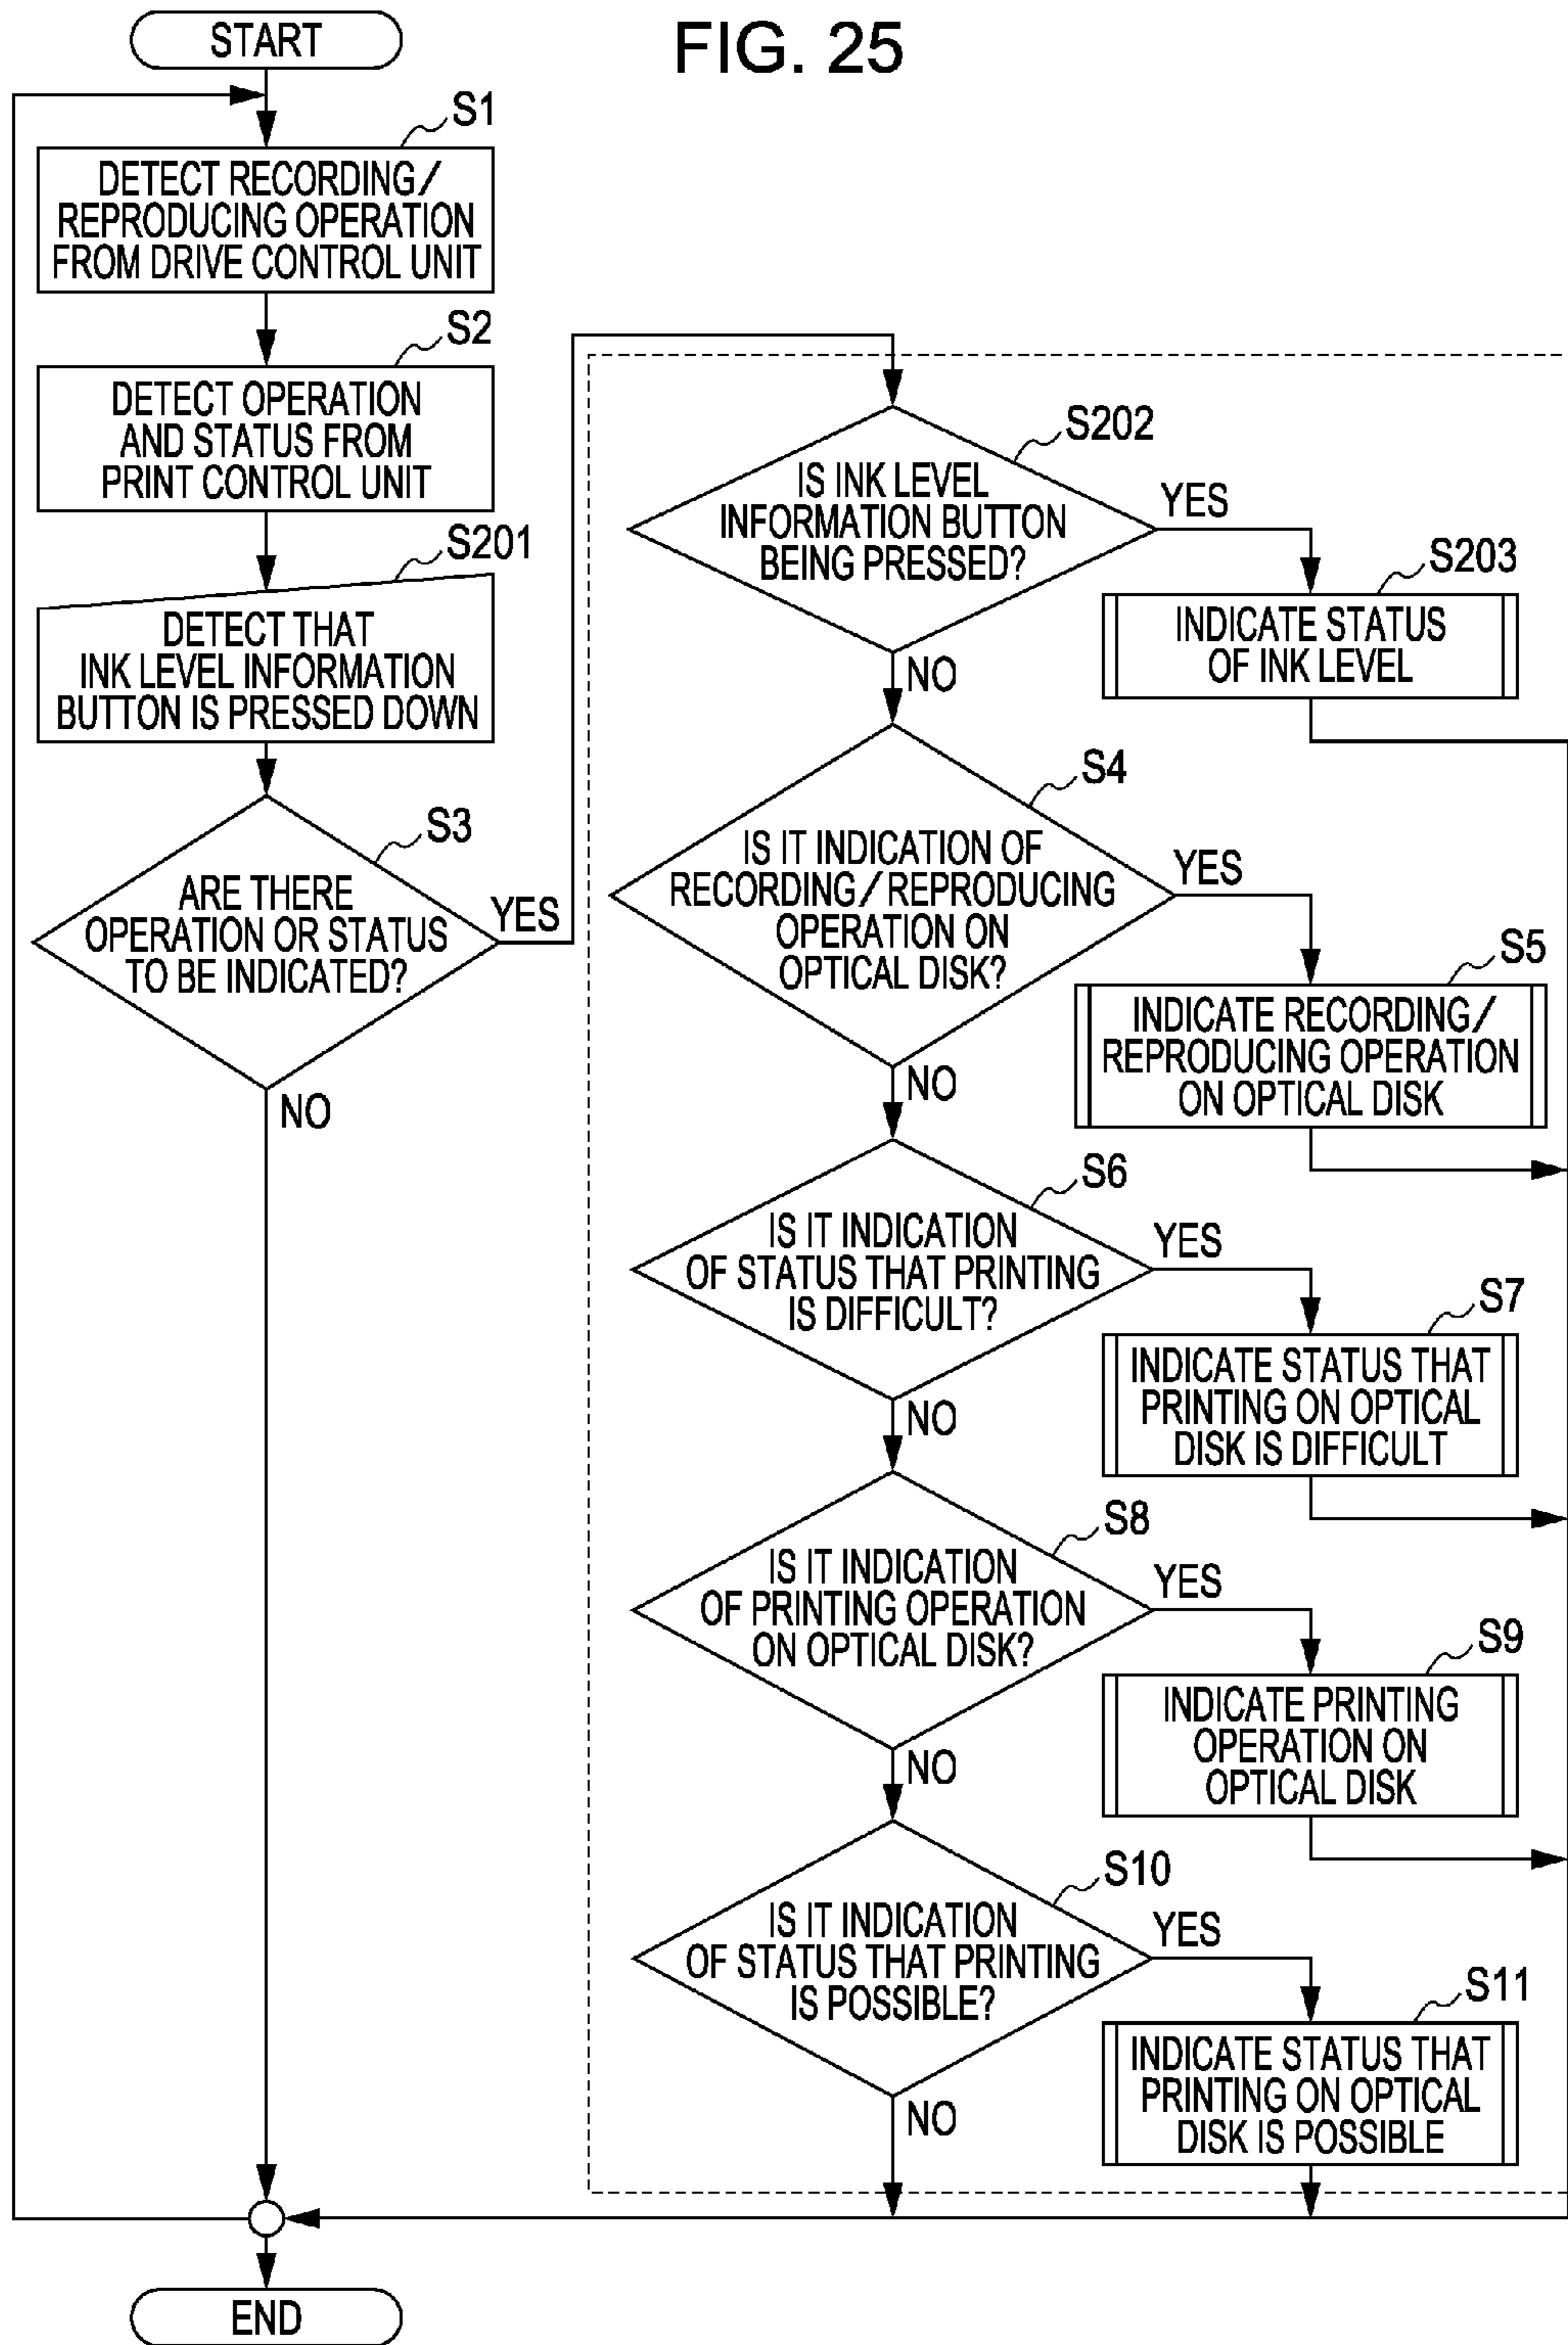 FIG. 25
START
S1
DETECT RECORDING/
REPRODUCING OPERATION
FROM DRIVE CONTROL UNIT
S2
DETECT OPERATION
AND STATUS FROM
PRINT CONTROL UNIT
S201
DETECT THAT
INK LEVEL INFORMATION
BUTTON IS PRESSED DOWN
S3
ARE THERE
OPERATION OR STATUS
TO BE INDICATED?
YES
NO
S202
IS INK LEVEL
INFORMATION BUTTON
BEING PRESSED?
YES
NO
S203
INDICATE STATUS
OF INK LEVEL
S4
IS IT INDICATION OF
RECORDING/REPRODUCING
OPERATION ON
OPTICAL DISK?
YES
NO
S5
INDICATE RECORDING/
REPRODUCING OPERATION
ON OPTICAL DISK
S6
IS IT INDICATION
OF STATUS THAT PRINTING
IS DIFFICULT?
YES
NO
S7
INDICATE STATUS THAT
PRINTING ON OPTICAL
DISK IS DIFFICULT
S8
IS IT INDICATION
OF PRINTING OPERATION
ON OPTICAL DISK?
YES
NO
S9
INDICATE PRINTING
OPERATION ON
OPTICAL DISK
S10
IS IT INDICATION
OF STATUS THAT PRINTING
IS POSSIBLE?
YES
NO
S11
INDICATE STATUS THAT
PRINTING ON OPTICAL
DISK IS POSSIBLE
END